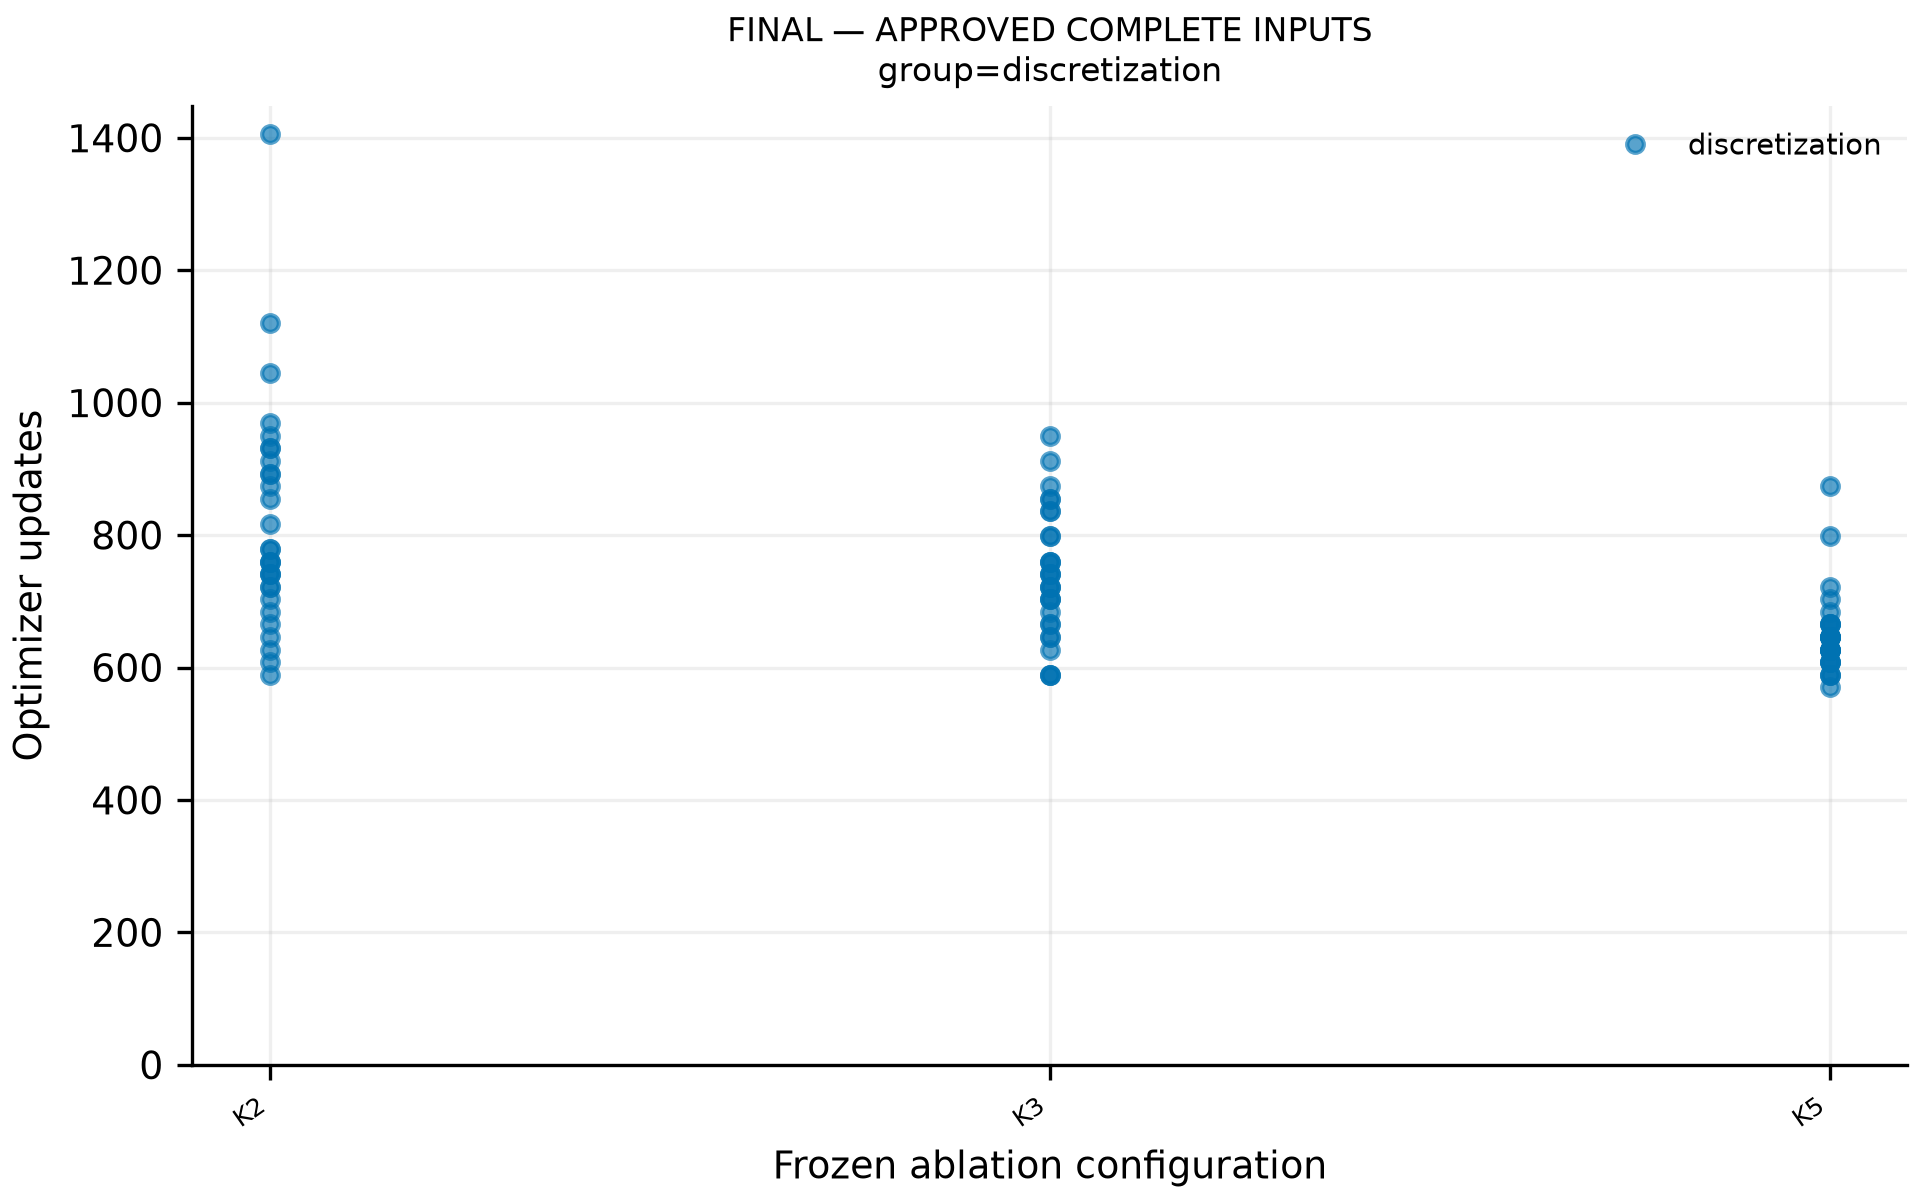 FINAL — APPROVED COMPLETE INPUTS
group=discretization
discretization
Optimizer updates
1400
1200
1000
800
600
400
200
0
K2
K3
K5
Frozen ablation configuration